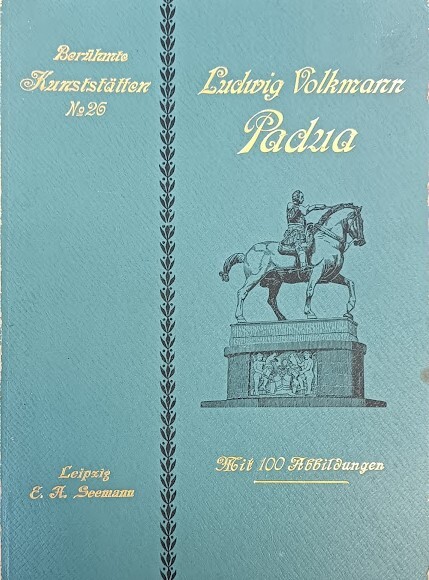 Berühmte
Kunststätten
No 26
Ludwig Volkmann
Padua
Mit 100 Abbildungen
Leipzig
E. A. Seemann